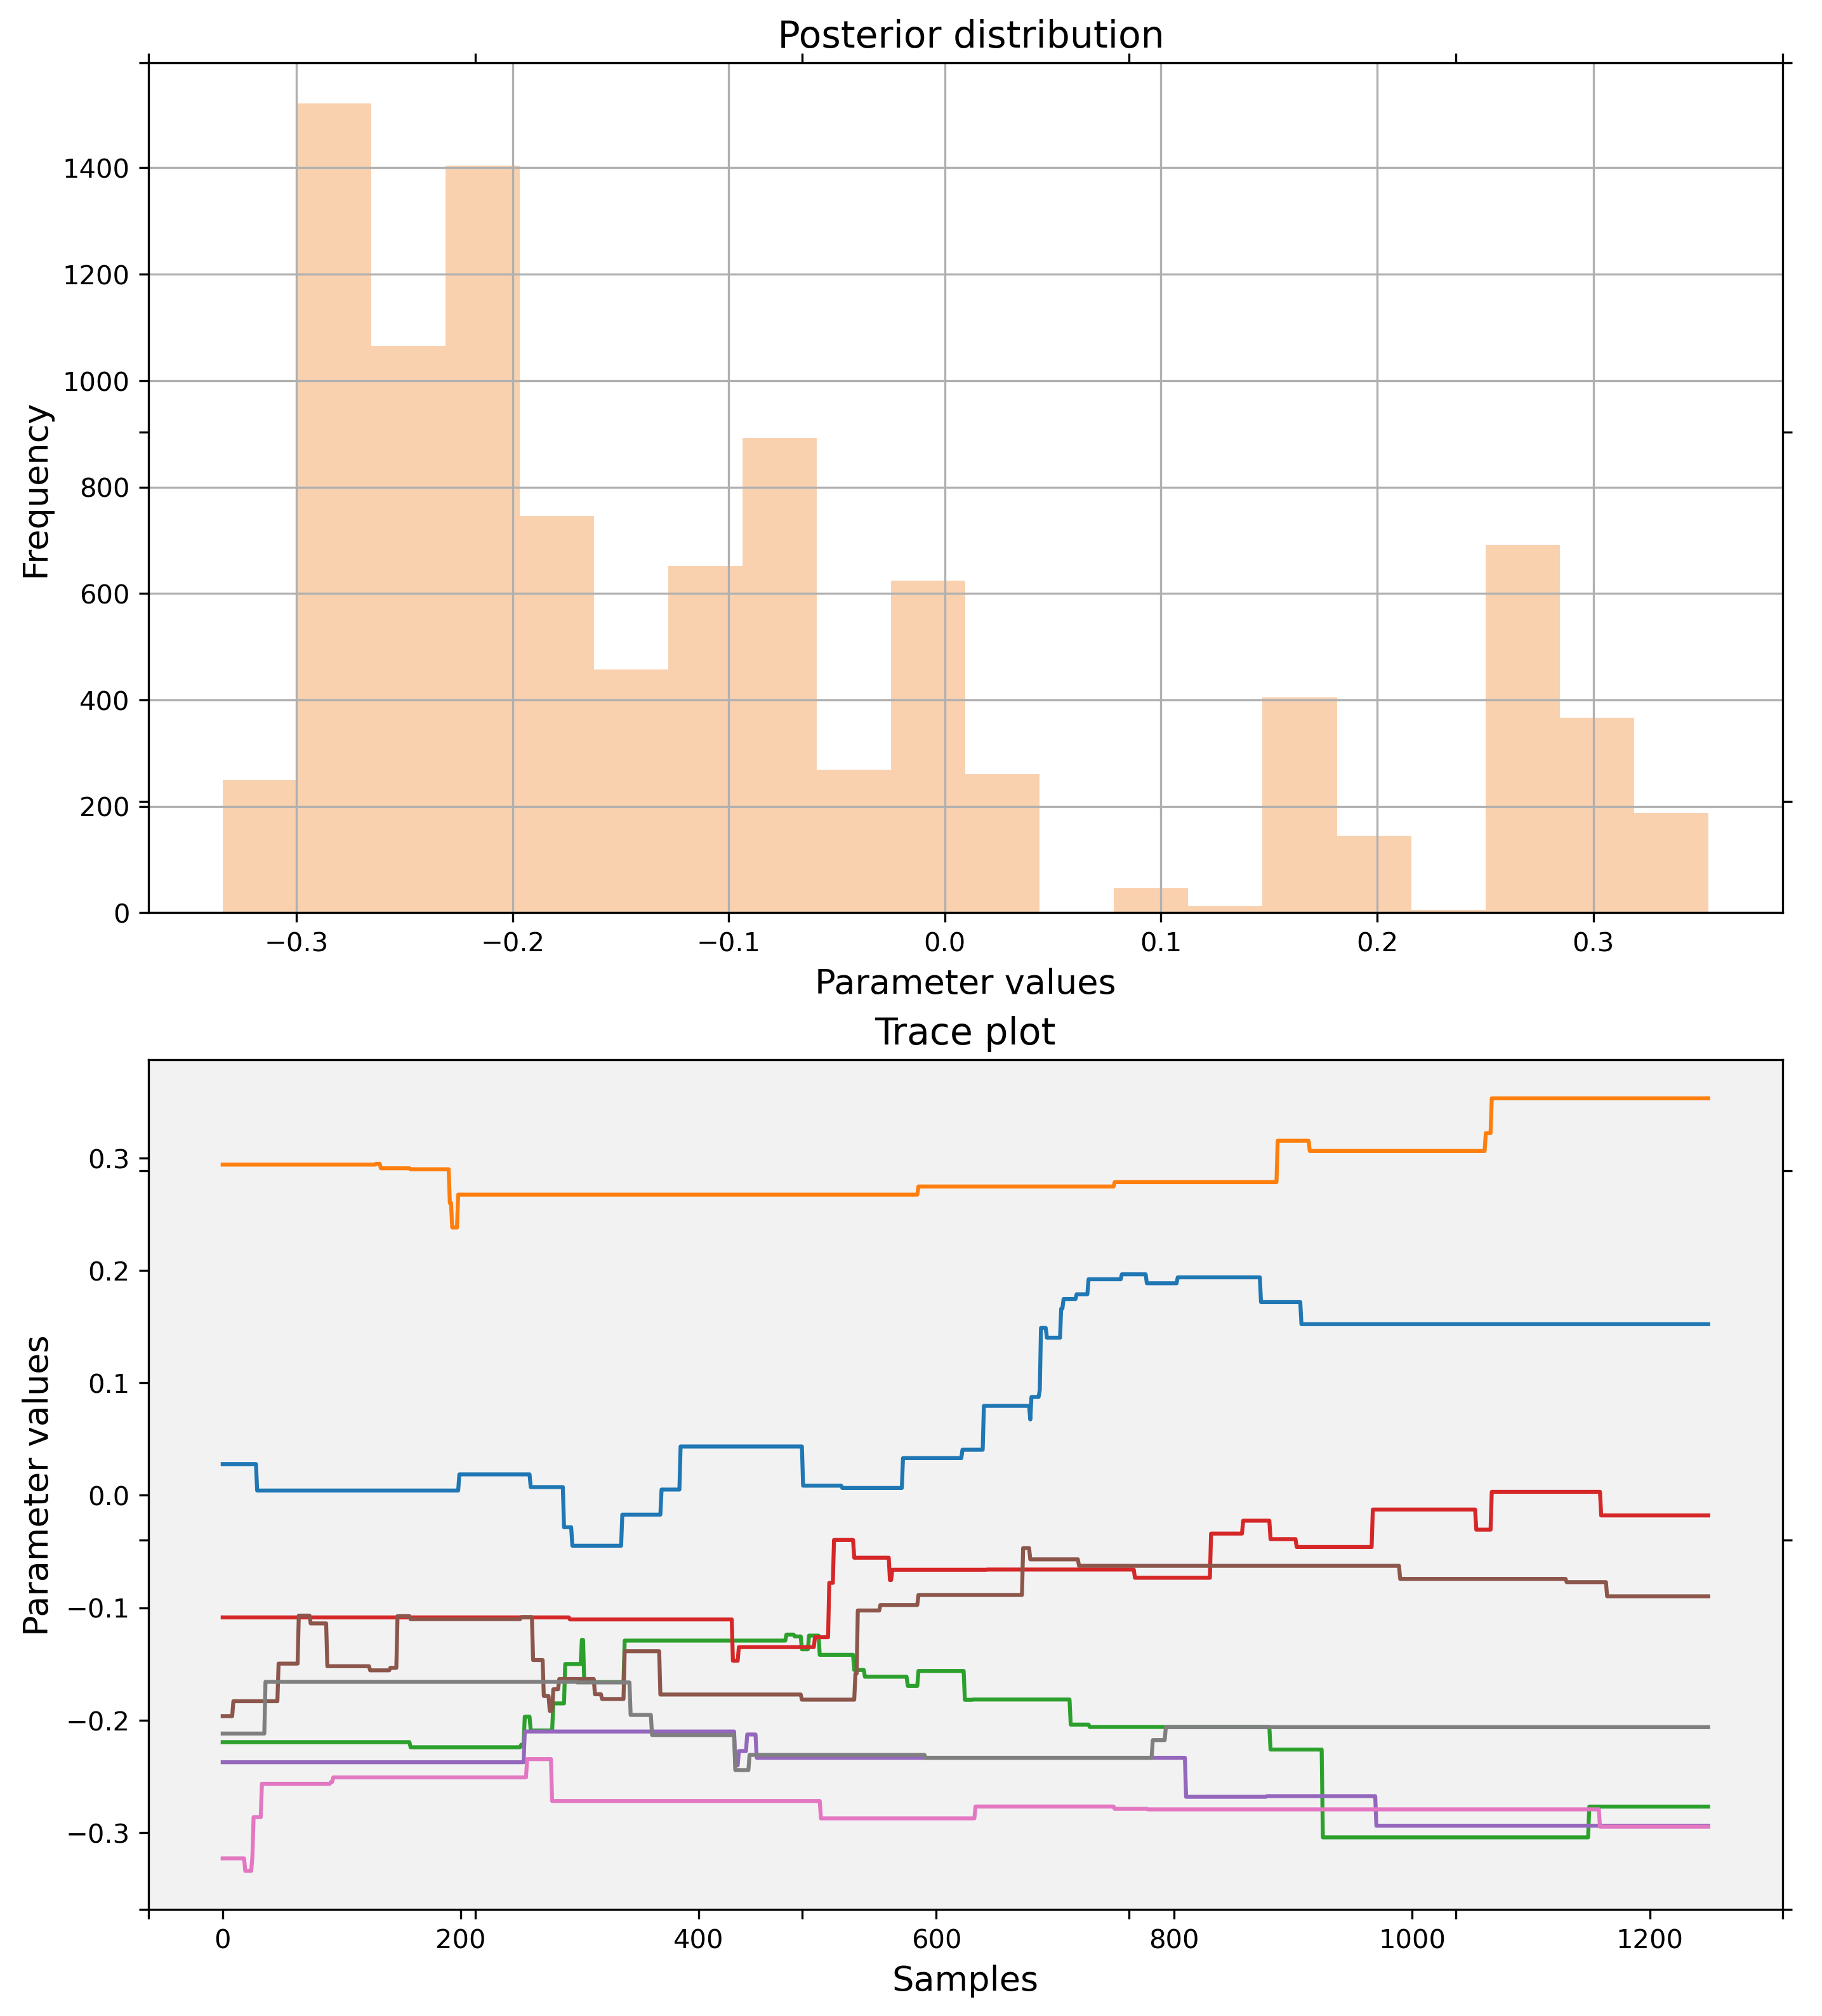 Posterior distribution
1400
1200
1000
800
600
400
200
0
Frequency
−0.3 −0.2 −0.1 0.0 0.1 0.2 0.3
Parameter values
Trace plot
0.3
0.2
0.1
0.0
−0.1
−0.2
−0.3
Parameter values
0 200 400 600 800 1000 1200
Samples